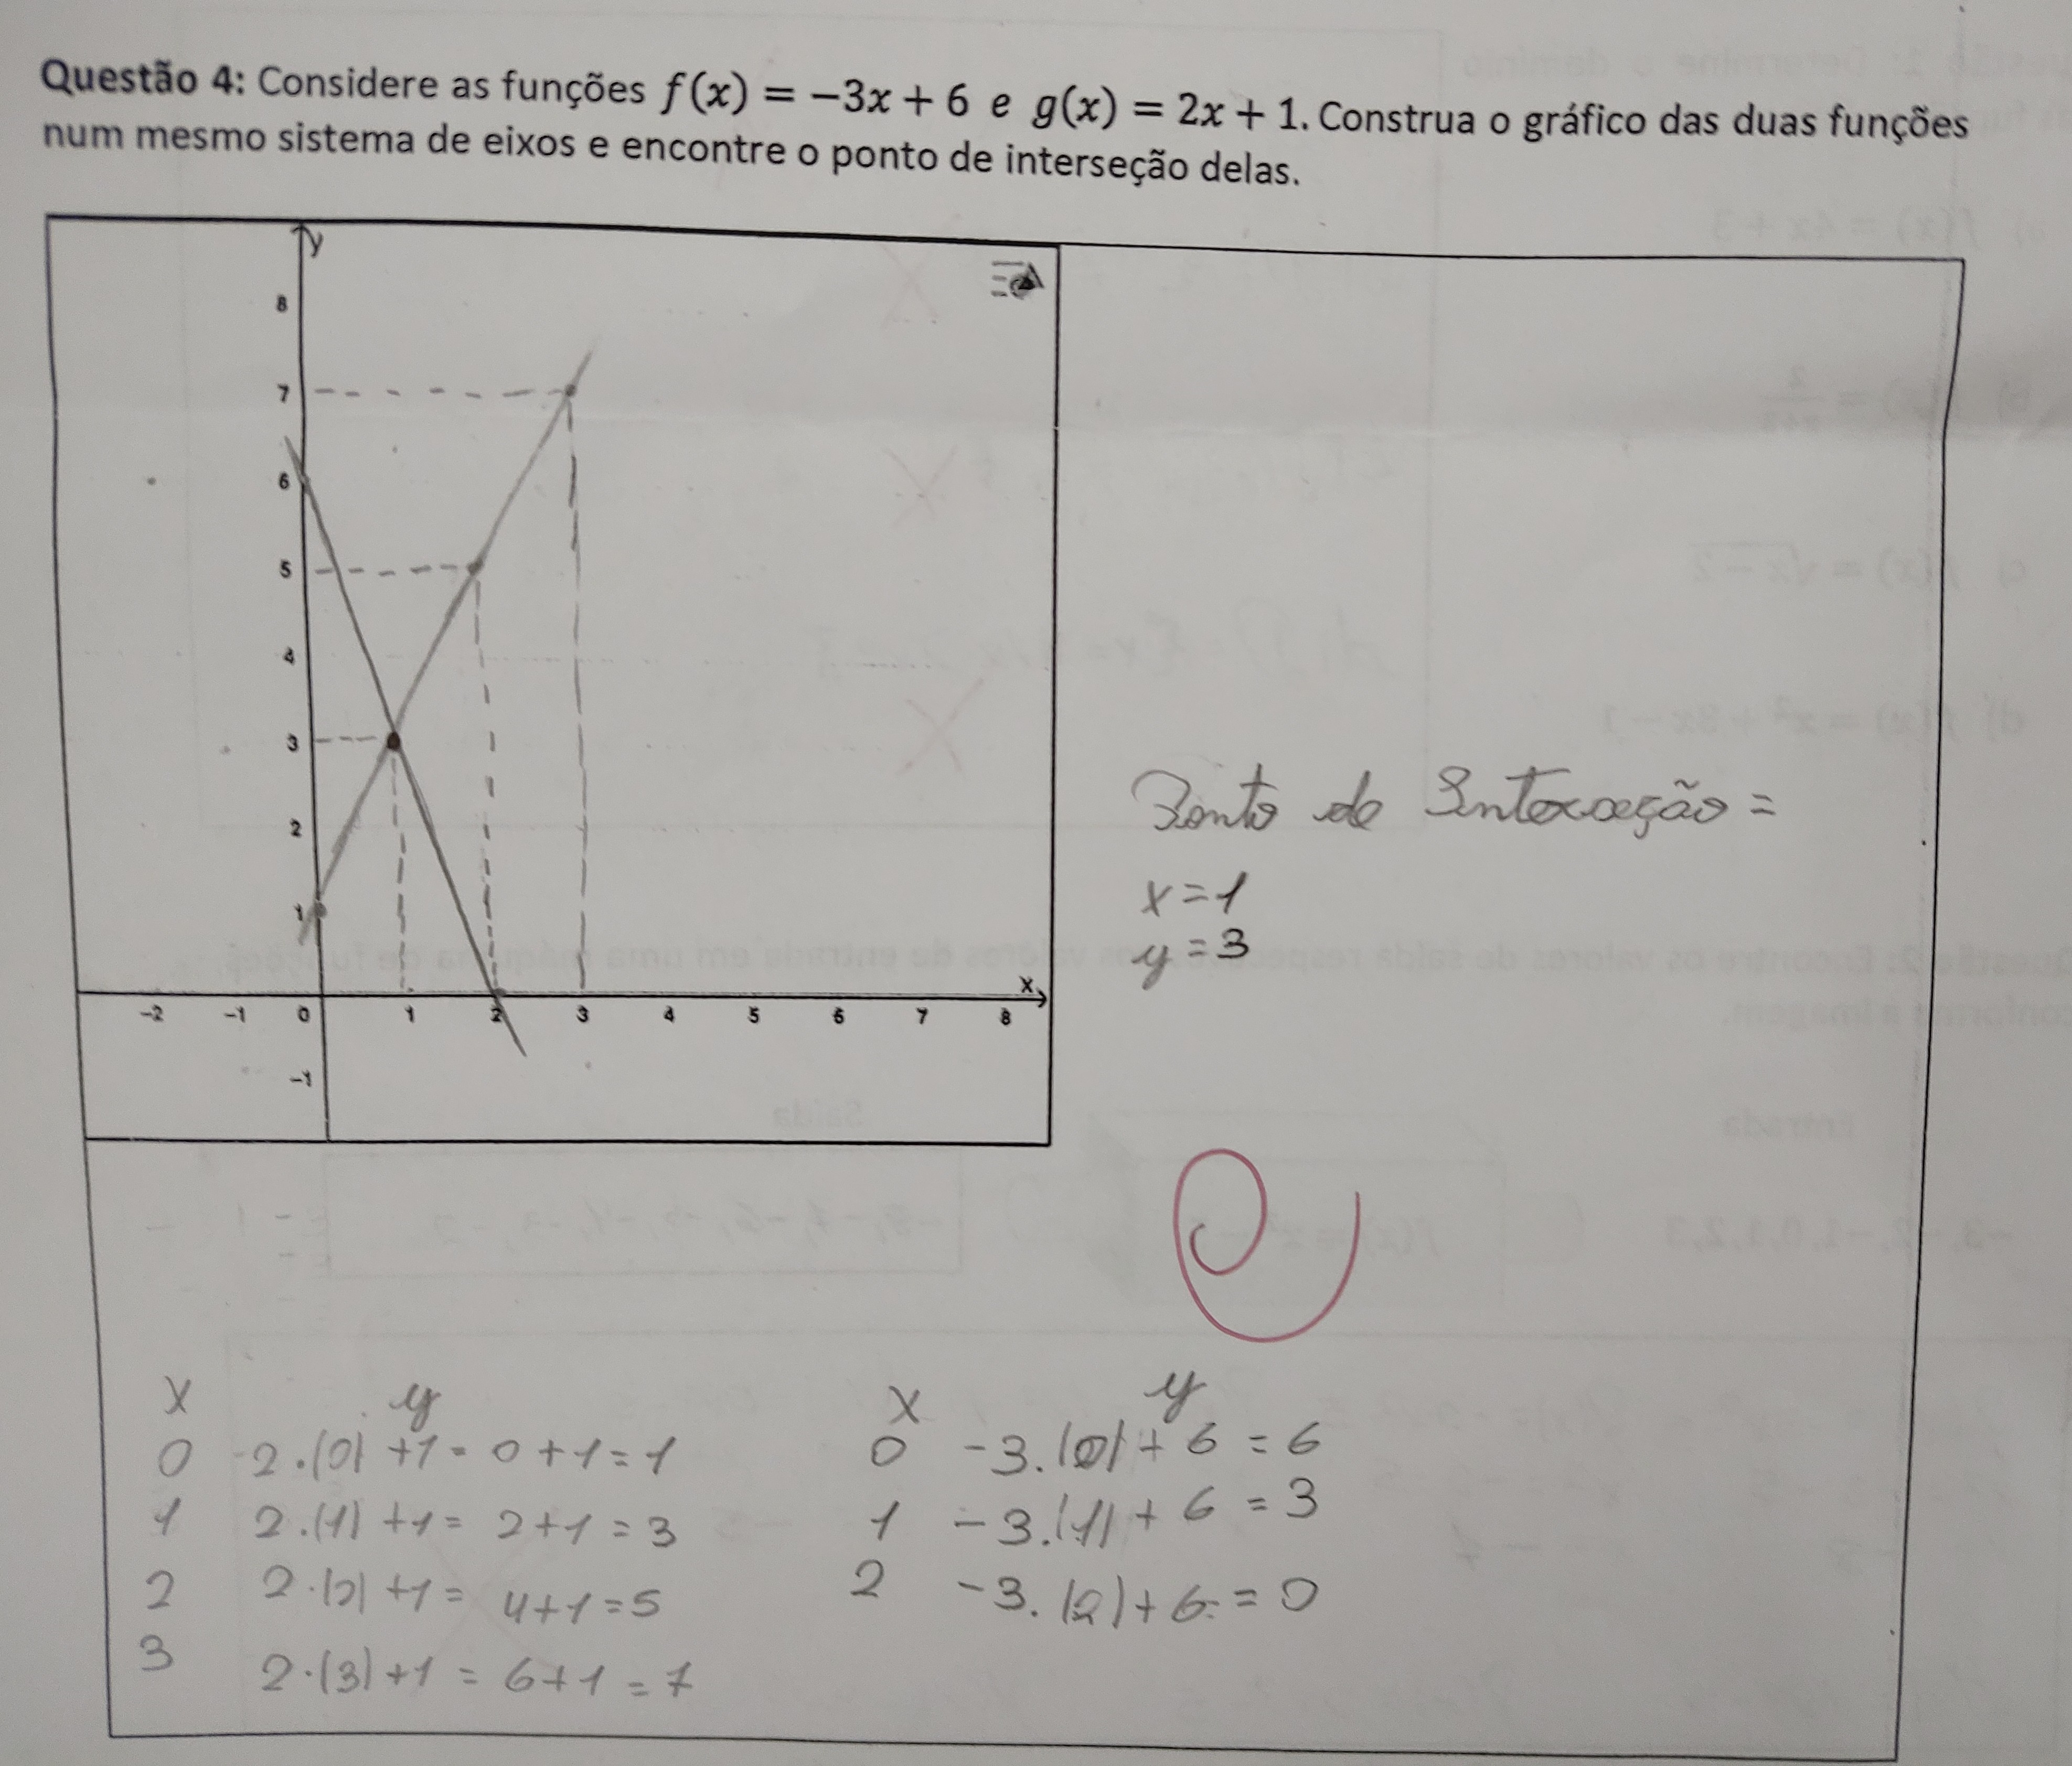 Questão 4: Considere as funções f(x) = −3x + 6 e g(x) = 2x + 1. Construa o gráfico das duas funções
num mesmo sistema de eixos e encontre o ponto de interseção delas.
y
8
7
6
5
4
3
2
1
x
-2 -1 0 1 2 3 4 5 6 7 8
-1
Ponto de Interseção =
x = 1
y = 3
x y
0 2.(0) +1 = 0 + 1 = 1
1 2.(1) +1 = 2+1 = 3
2 2.(2) +1 = 4+1 = 5
3 2.(3)+1 = 6+1 = 7
x y
0 -3.(0)+ 6 = 6
1 -3.(1)+ 6 = 3
2 -3.(2)+6 = 0